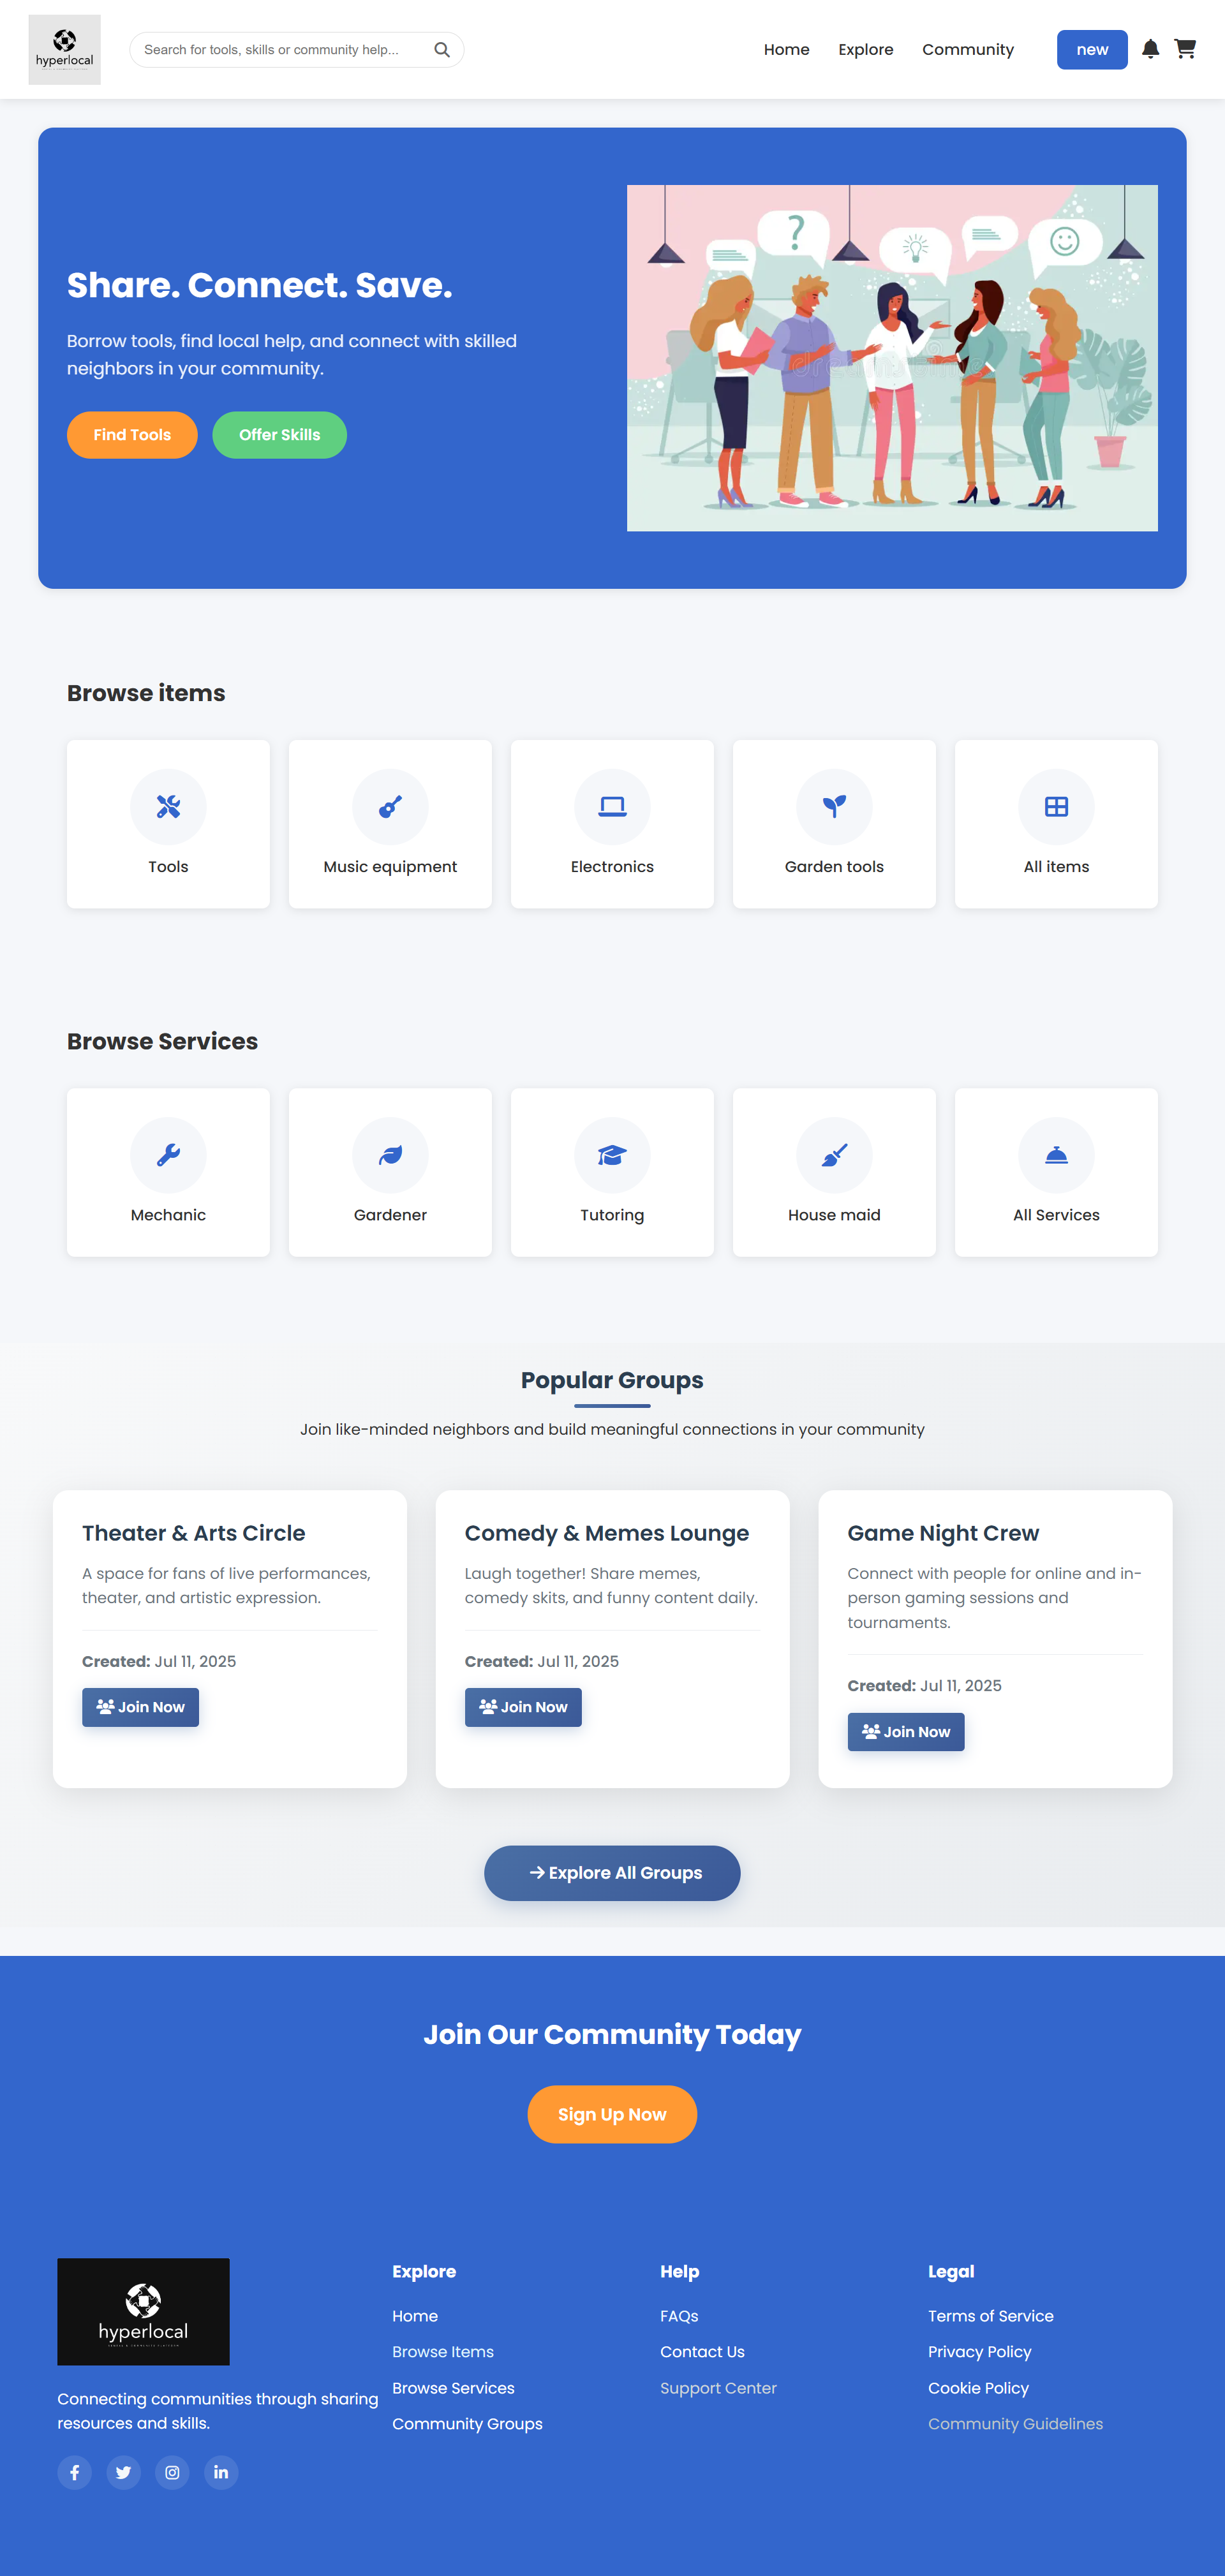 hyperlocal
Search for tools, skills or community help...
Home
Explore
Community
new
Share. Connect. Save.
Borrow tools, find local help, and connect with skilled
neighbors in your community.
Find Tools
Offer Skills
?
Browse items
Tools
Music equipment
Electronics
Garden tools
All items
Browse Services
Mechanic
Gardener
Tutoring
House maid
All Services
Popular Groups
Join like-minded neighbors and build meaningful connections in your community
Theater & Arts Circle
A space for fans of live performances,
theater, and artistic expression.
Created: Jul 11, 2025
Join Now
Comedy & Memes Lounge
Laugh together! Share memes,
comedy skits, and funny content daily.
Created: Jul 11, 2025
Join Now
Game Night Crew
Connect with people for online and in-
person gaming sessions and
tournaments.
Created: Jul 11, 2025
Join Now
Explore All Groups
Join Our Community Today
Sign Up Now
hyperlocal
Connecting communities through sharing
resources and skills.
Explore
Home
Browse Items
Browse Services
Community Groups
Help
FAQs
Contact Us
Support Center
Legal
Terms of Service
Privacy Policy
Cookie Policy
Community Guidelines